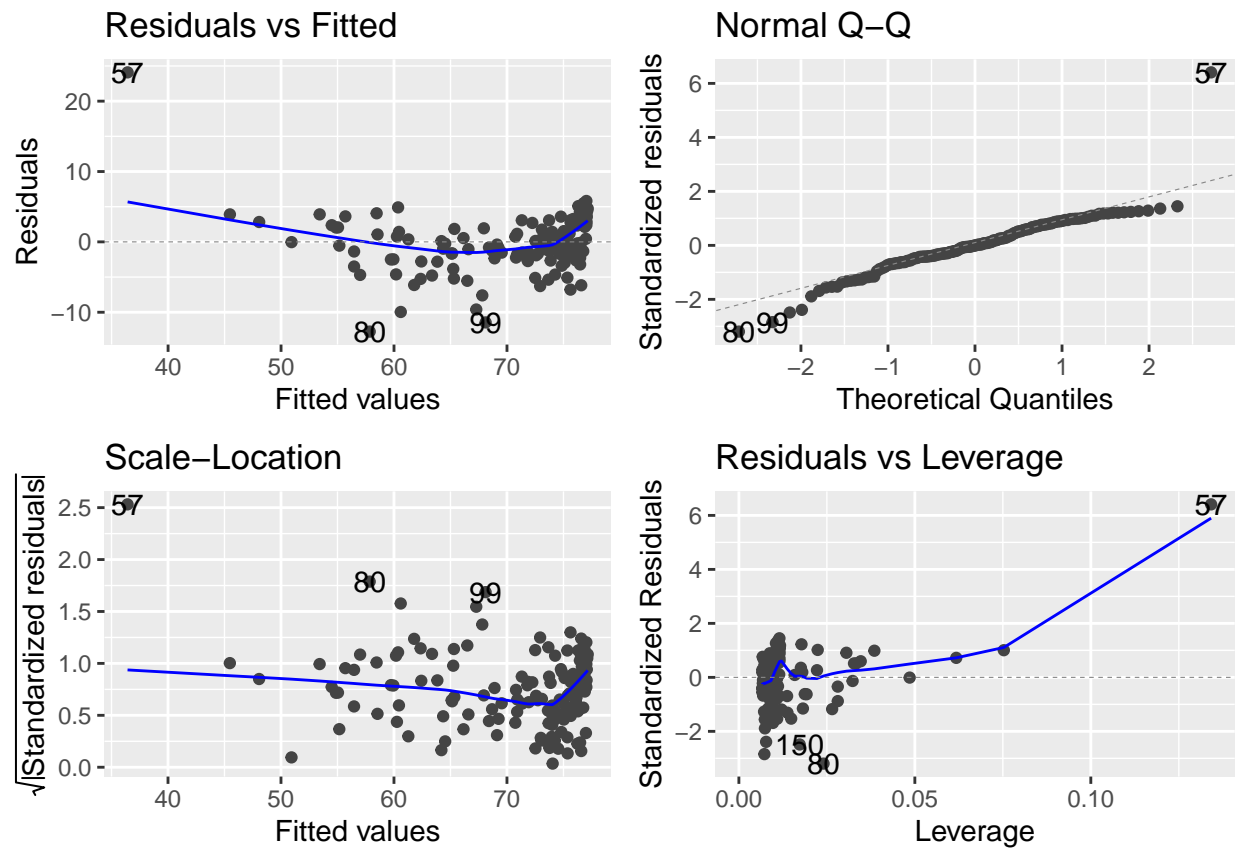 Residuals vs Fitted
57
80
99
20
10
0
−10
40 50 60 70
Residuals
Fitted values
Normal Q−Q
57
80
99
6
4
2
0
−2
−2 −1 0 1 2
Standardized residuals
Theoretical Quantiles
Scale−Location
57
80
99
2.5
2.0
1.5
1.0
0.5
0.0
40 50 60 70
√|Standardized residuals|
Fitted values
Residuals vs Leverage
57
150
80
6
4
2
0
−2
0.00 0.05 0.10
Standardized Residuals
Leverage